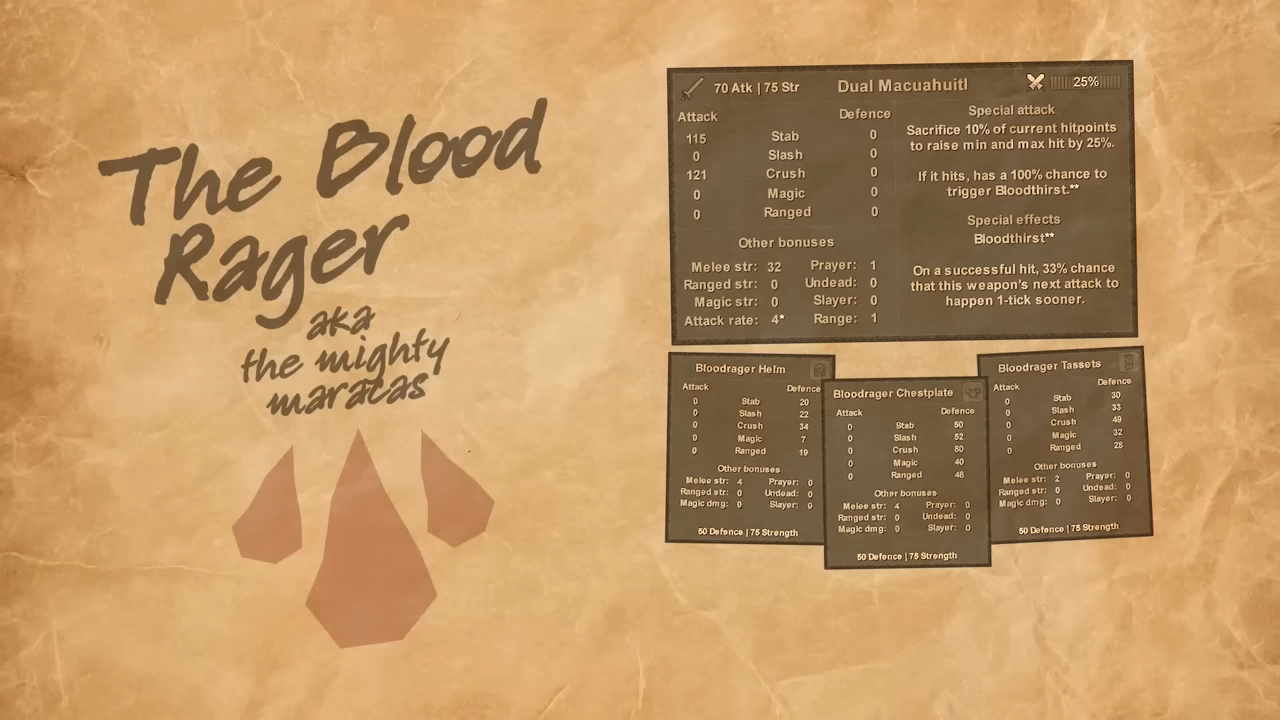 The Blood
Rager
aka
the mighty
maracas
70 Atk | 75 Str
Dual Macuahuitl
25%
Attack
Defence
115 Stab 0
0 Slash 0
121 Crush 0
0 Magic 0
0 Ranged 0
Other bonuses
Melee str: 32 Prayer: 1
Ranged str: 0 Undead: 0
Magic str: 0 Slayer: 0
Attack rate: 4* Range: 1
Special attack
Sacrifice 10% of current hitpoints
to raise min and max hit by 25%.
If it hits, has a 100% chance to
trigger Bloodthirst.**
Special effects
Bloodthirst**
On a successful hit, 33% chance
that this weapon's next attack to
happen 1-tick sooner.
Bloodrager Helm
Attack Defence
0 Stab 20
0 Slash 22
0 Crush 34
0 Magic 7
0 Ranged 19
Other bonuses
Melee str: 4 Prayer: 0
Ranged str: 0 Undead: 0
Magic dmg: 0 Slayer: 0
50 Defence | 75 Strength
Bloodrager Chestplate
Attack Defence
0 Stab 50
0 Slash 52
0 Crush 80
0 Magic 40
0 Ranged 48
Other bonuses
Melee str: 4 Prayer: 0
Ranged str: 0 Undead: 0
Magic dmg: 0 Slayer: 0
50 Defence | 75 Strength
Bloodrager Tassets
Attack Defence
0 Stab 30
0 Slash 33
0 Crush 49
0 Magic 32
0 Ranged 28
Other bonuses
Melee str: 2 Prayer: 0
Ranged str: 0 Undead: 0
Magic dmg: 0 Slayer: 0
50 Defence | 75 Strength